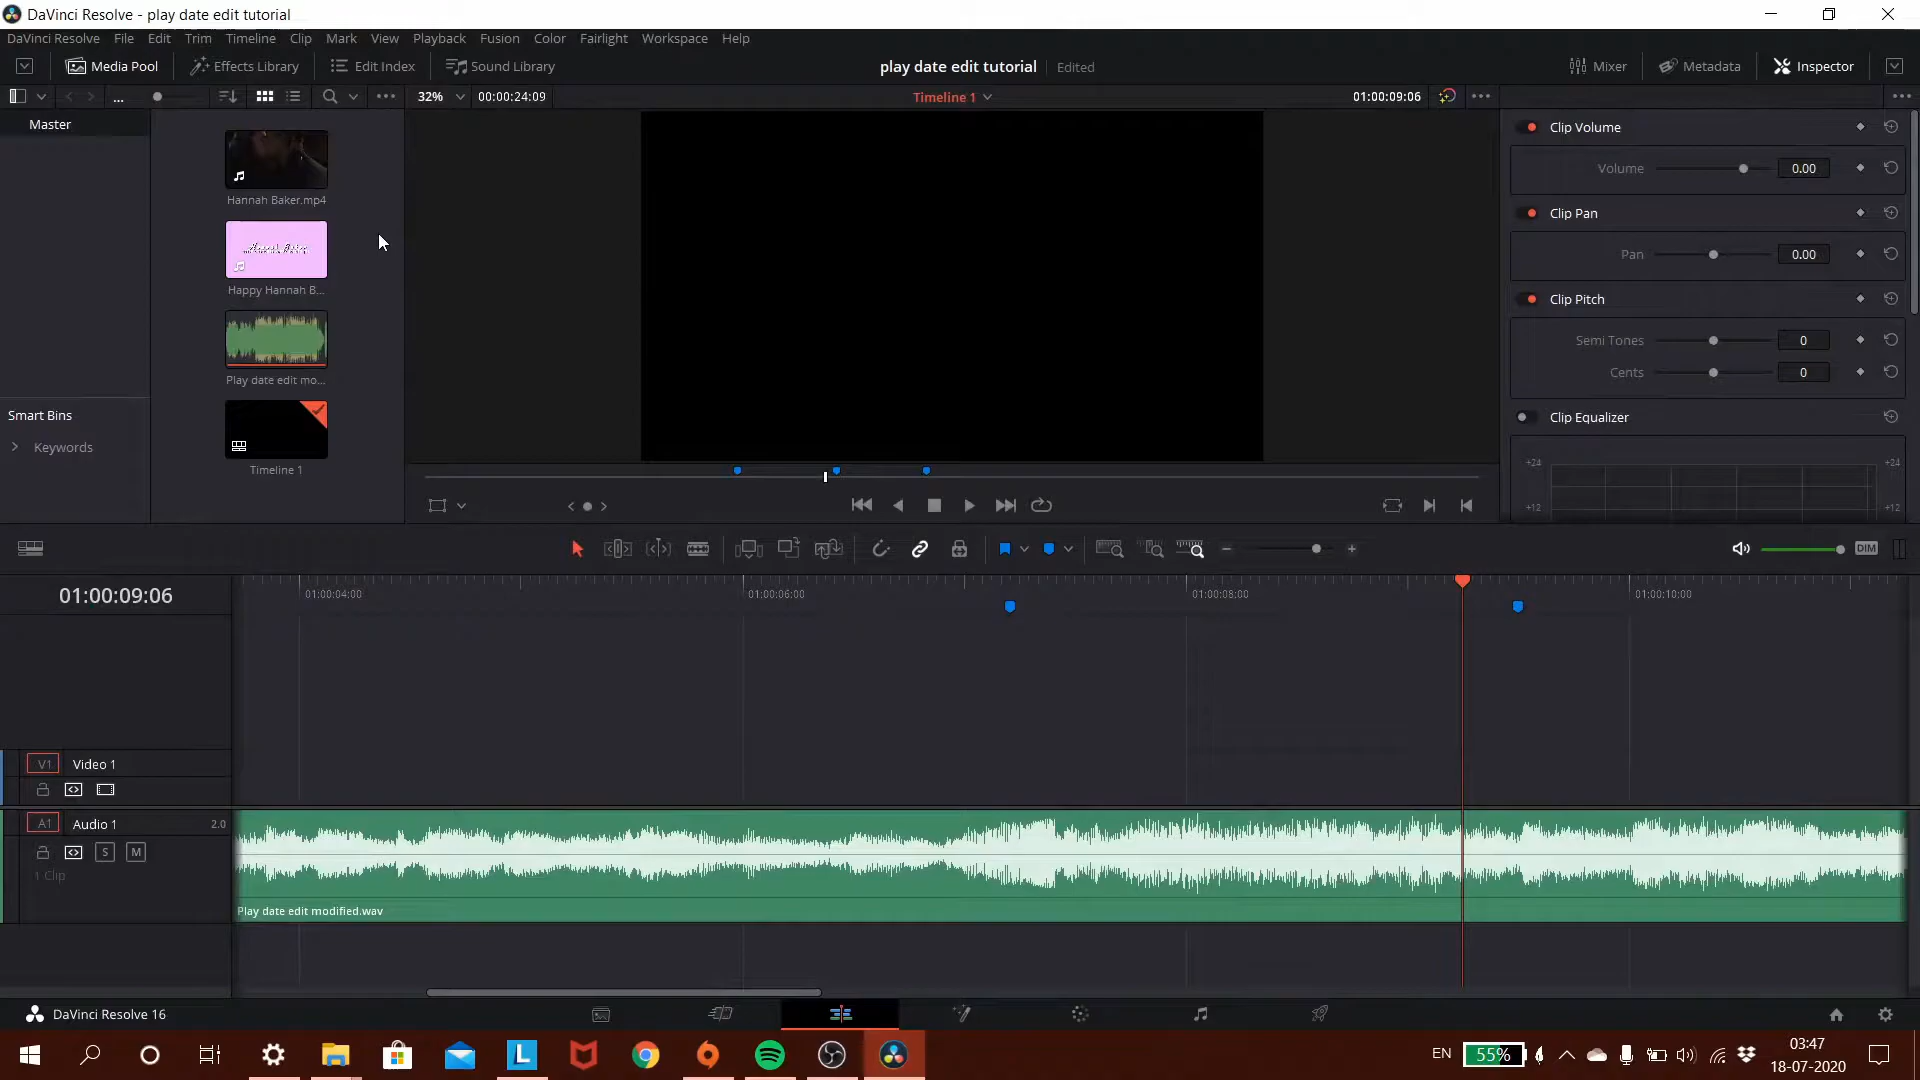 DaVinci Resolve - play date edit tutorial
DaVinci Resolve File Edit Trim Timeline Clip Mark View Playback Fusion Color Fairlight Workspace Help
Media Pool Effects Library Edit Index Sound Library play date edit tutorial Edited Mixer Metadata Inspector
... 32% 00:00:24:09 Timeline 1 01:00:09:06
Master
Hannah Baker.mp4
Happy Hannah B...
Play date edit mo...
Timeline 1
Smart Bins
Keywords
Clip Volume
Volume 0.00
Clip Pan
Pan 0.00
Clip Pitch
Semi Tones 0
Cents 0
Clip Equalizer
+24 +24
+12 +12
DIM
01:00:09:06
01:00:04:00 01:00:06:00 01:00:08:00 01:00:10:00
V1 Video 1
A1 Audio 1 2.0
S M
1 Clip
Play date edit modified.wav
DaVinci Resolve 16
L
EN 55% 03:47
18-07-2020